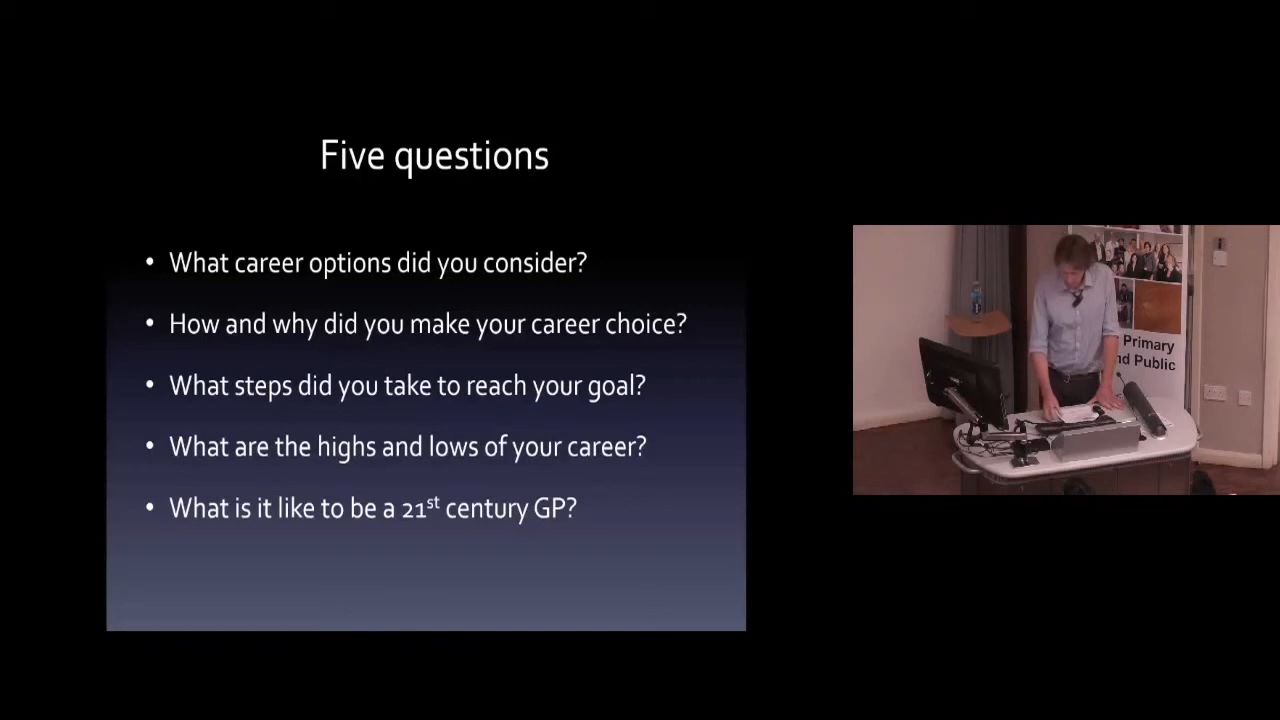 Five questions
• What career options did you consider?
• How and why did you make your career choice?
• What steps did you take to reach your goal?
• What are the highs and lows of your career?
• What is it like to be a 21st century GP?
Primary
nd Public